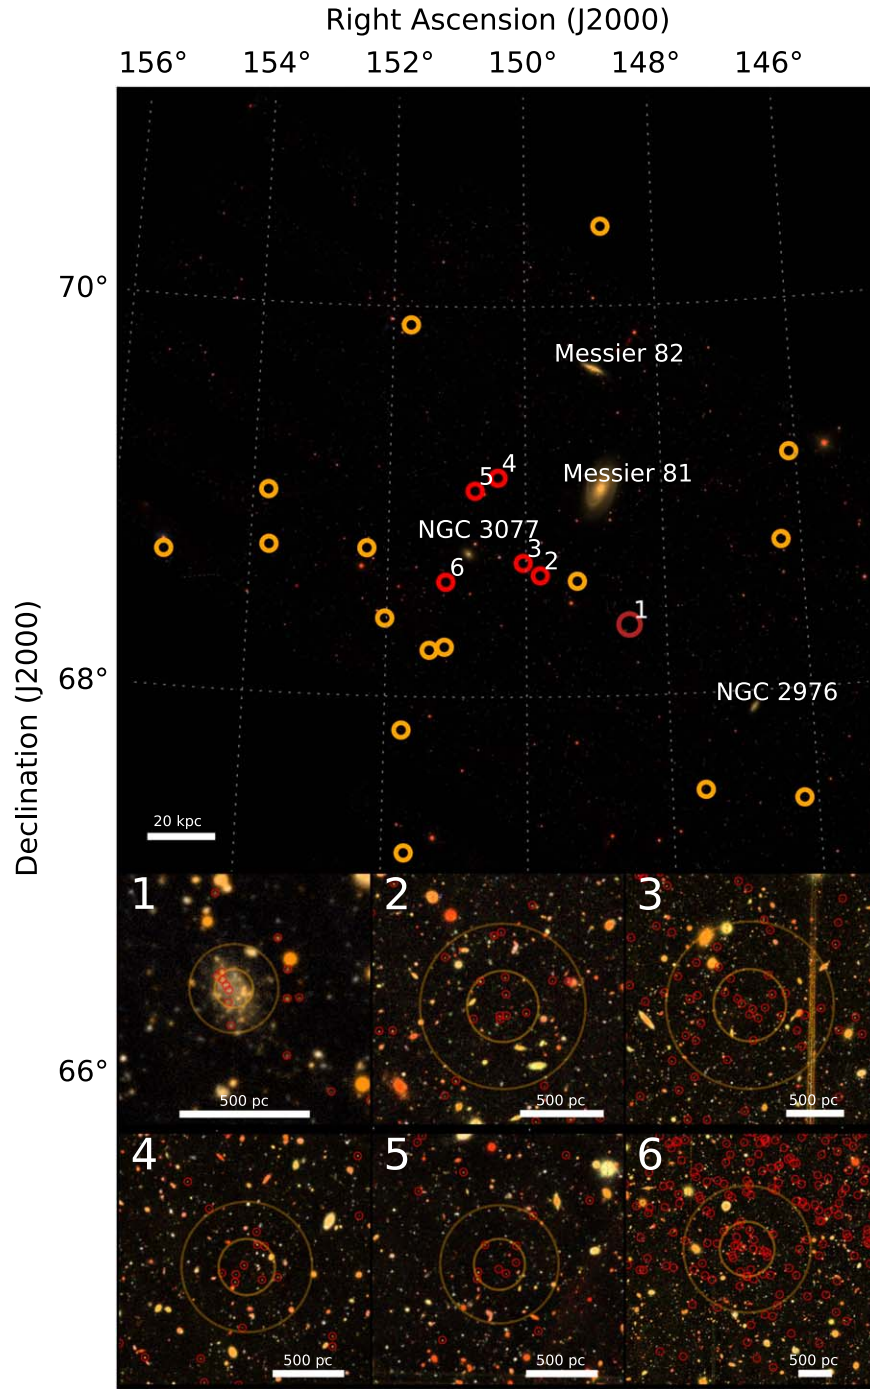 Right Ascension (J2000)
156° 154° 152° 150° 148° 146°
70°
Messier 82
4
5
Messier 81
NGC 3077
3
2
6
1
68°
NGC 2976
Declination (J2000)
20 kpc
1 2 3
66°
500 pc 500 pc 500 pc
4 5 6
500 pc 500 pc 500 pc